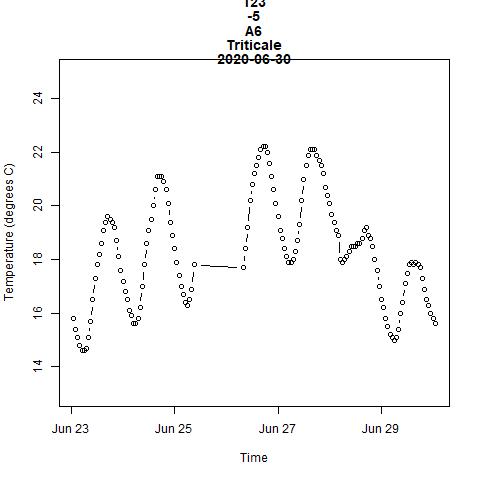 123
-5
A6
Triticale
2020-06-30
Temperature (degrees C)
24
22
20
18
16
14
Jun 23
Jun 25
Jun 27
Jun 29
Time